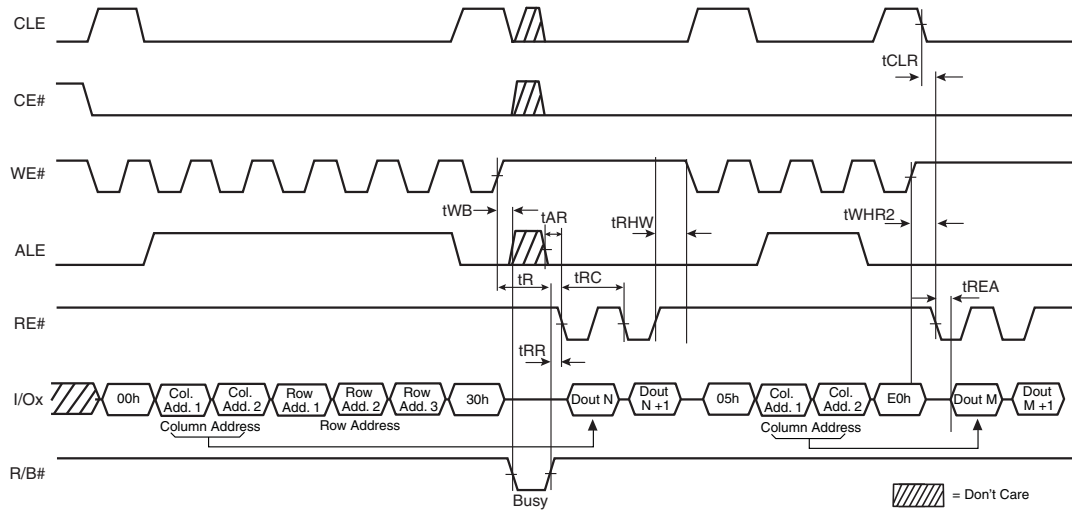 CLE
tCLR
CE#
WE#
tWB
tAR
tRHW
tWHR2
ALE
tR
tRC
tREA
RE#
tRR
I/Ox
00h
Col. Add. 1
Col. Add. 2
Row Add. 1
Row Add. 2
Row Add. 3
30h
Dout N
Dout N +1
05h
Col. Add. 1
Col. Add. 2
E0h
Dout M
Dout M +1
Column Address
Row Address
Column Address
R/B#
Busy
= Don't Care